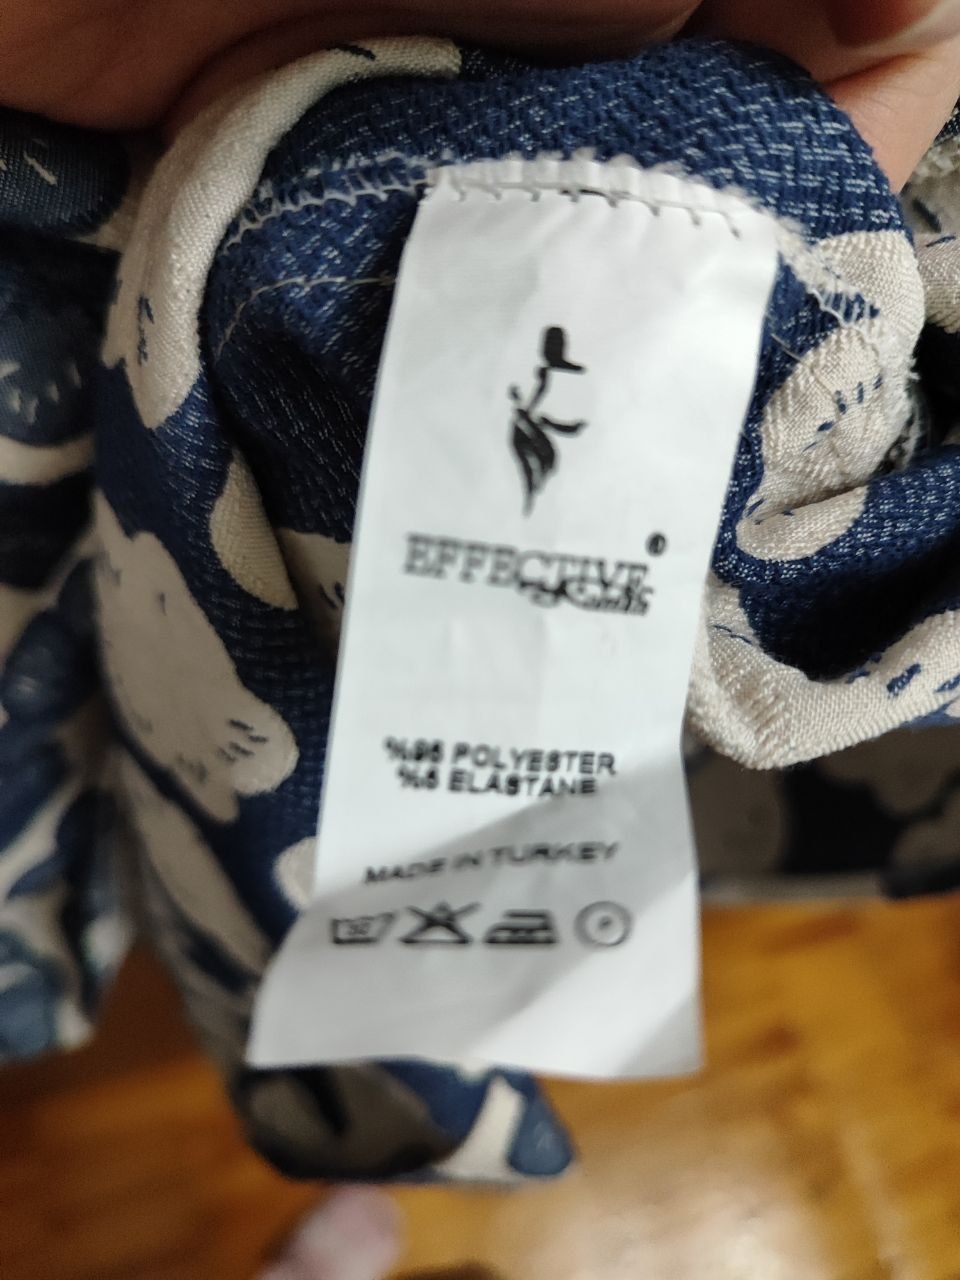 EFFECTIVE
%95 POLYESTER
%5 ELASTANE
MADE IN TURKEY